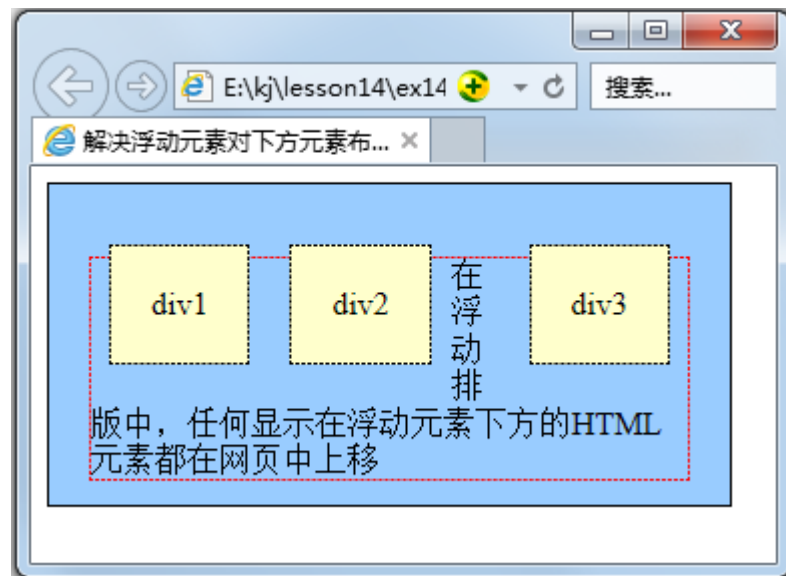 E:\kj\lesson14\ex14
搜索...
解决浮动元素对下方元素布...
div1
div2
div3
在
浮
动
排
版中，任何显示在浮动元素下方的HTML
元素都在网页中上移